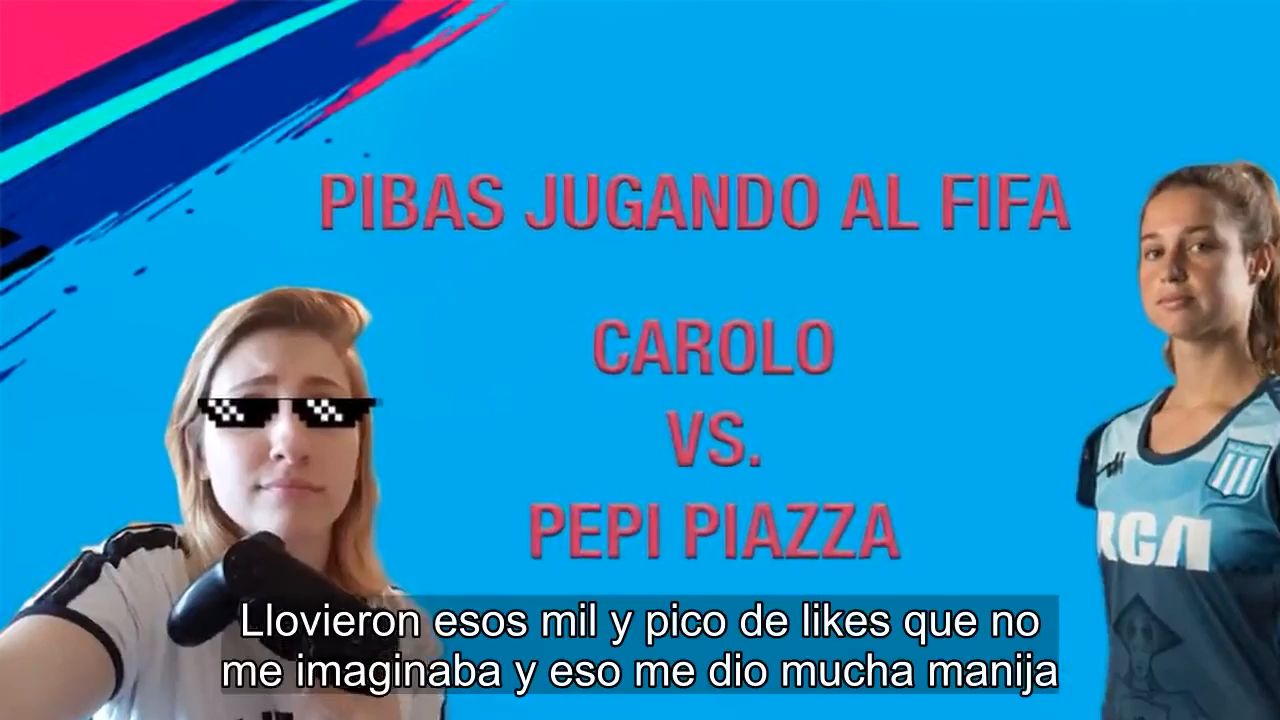 PIBAS JUGANDO AL FIFA
CAROLO
VS.
PEPI PIAZZA
RCA
Llovieron esos mil y pico de likes que no
me imaginaba y eso me dio mucha manija